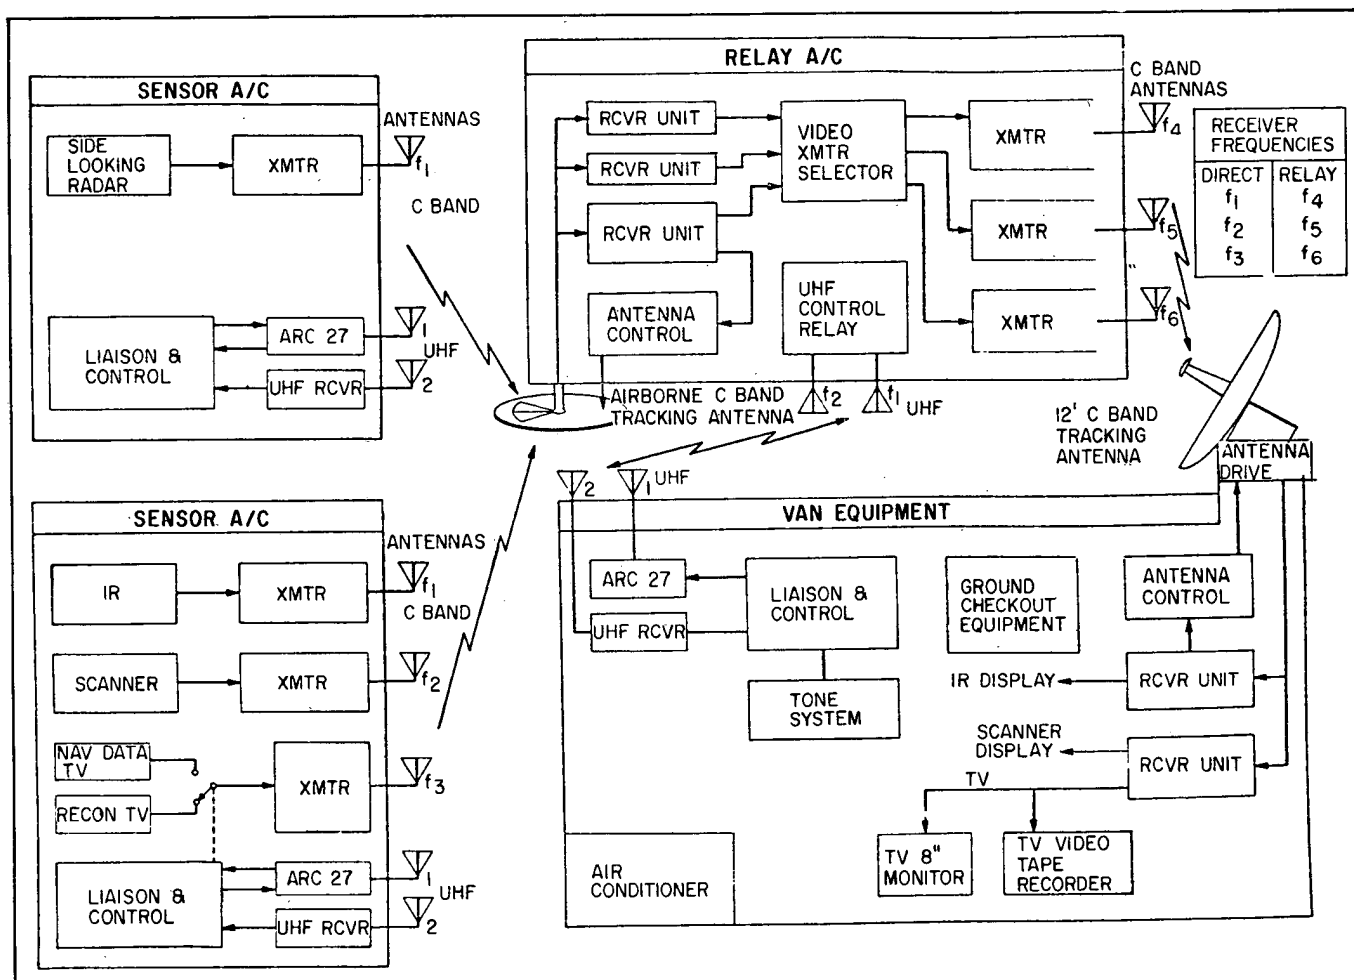 SENSOR A/C
SIDE
LOOKING
RADAR
XMTR
ANTENNAS
f1
C BAND
LIAISON &
CONTROL
ARC 27
UHF RCVR
1
UHF
2
SENSOR A/C
ANTENNAS
IR
XMTR
f1
C BAND
SCANNER
XMTR
f2
NAV DATA
TV
RECON TV
XMTR
f3
LIAISON &
CONTROL
ARC 27
UHF RCVR
1
UHF
2
RELAY A/C
RCVR UNIT
RCVR UNIT
RCVR UNIT
VIDEO
XMTR
SELECTOR
XMTR
XMTR
XMTR
ANTENNA
CONTROL
UHF
CONTROL
RELAY
C BAND
ANTENNAS
f4
f5
f6
RECEIVER
FREQUENCIES
DIRECT RELAY
f1 f4
f2 f5
f3 f6
AIRBORNE C BAND
TRACKING ANTENNA
f2
f1
UHF
12' C BAND
TRACKING
ANTENNA
ANTENNA
DRIVE
2
1
UHF
VAN EQUIPMENT
ARC 27
UHF RCVR
LIAISON &
CONTROL
TONE
SYSTEM
GROUND
CHECKOUT
EQUIPMENT
ANTENNA
CONTROL
IR DISPLAY
RCVR UNIT
SCANNER
DISPLAY
RCVR UNIT
TV
TV 8"
MONITOR
TV VIDEO
TAPE
RECORDER
AIR
CONDITIONER